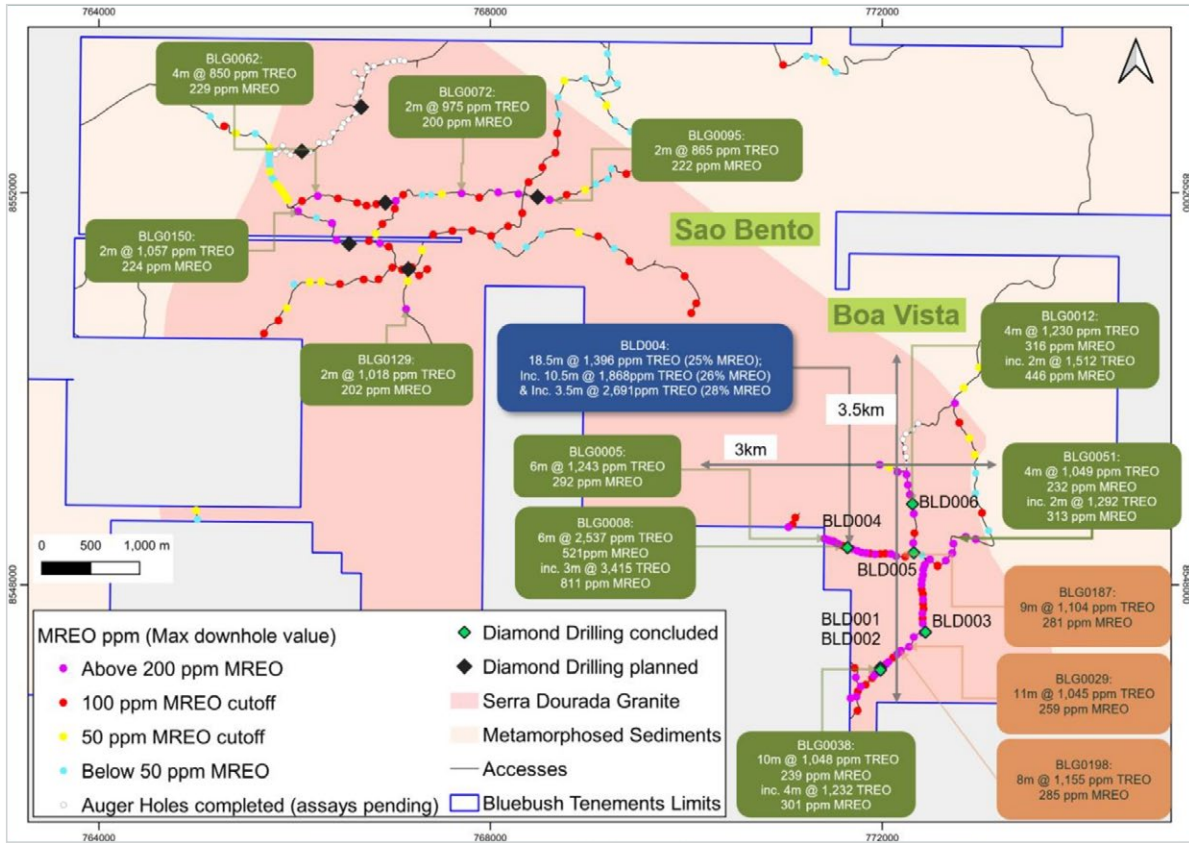 764000
768000
772000
BLG0062:
4m @ 850 ppm TREO
229 ppm MREO
BLG0072:
2m @ 975 ppm TREO
200 ppm MREO
BLG0095:
2m @ 865 ppm TREO
222 ppm MREO
8552000
8552000
BLG0150:
2m @ 1,057 ppm TREO
224 ppm MREO
Sao Bento
Boa Vista
BLG0129:
2m @ 1,018 ppm TREO
202 ppm MREO
BLD004:
18.5m @ 1,396 ppm TREO (25% MREO);
Inc. 10.5m @ 1,868ppm TREO (26% MREO)
& Inc. 3.5m @ 2,691ppm TREO (28% MREO
BLG0012:
4m @ 1,230 ppm TREO
316 ppm MREO
inc. 2m @ 1,512 TREO
446 ppm MREO
3.5km
3km
BLG0005:
6m @ 1,243 ppm TREO
292 ppm MREO
BLG0051:
4m @ 1,049 ppm TREO
232 ppm MREO
inc. 2m @ 1,292 TREO
313 ppm MREO
BLG0008:
6m @ 2,537 ppm TREO
521ppm MREO
inc. 3m @ 3,415 TREO
811 ppm MREO
BLD004
BLD006
BLD005
BLD001
BLD002
BLD003
0 500 1,000 m
8548000
8548000
BLG0187:
9m @ 1,104 ppm TREO
281 ppm MREO
BLG0029:
11m @ 1,045 ppm TREO
259 ppm MREO
BLG0198:
8m @ 1,155 ppm TREO
285 ppm MREO
BLG0038:
10m @ 1,048 ppm TREO
239 ppm MREO
inc. 4m @ 1,232 TREO
301 ppm MREO
MREO ppm (Max downhole value)
Above 200 ppm MREO
100 ppm MREO cutoff
50 ppm MREO cutoff
Below 50 ppm MREO
Auger Holes completed (assays pending)
Diamond Drilling concluded
Diamond Drilling planned
Serra Dourada Granite
Metamorphosed Sediments
Accesses
Bluebush Tenements Limits
764000
768000
772000